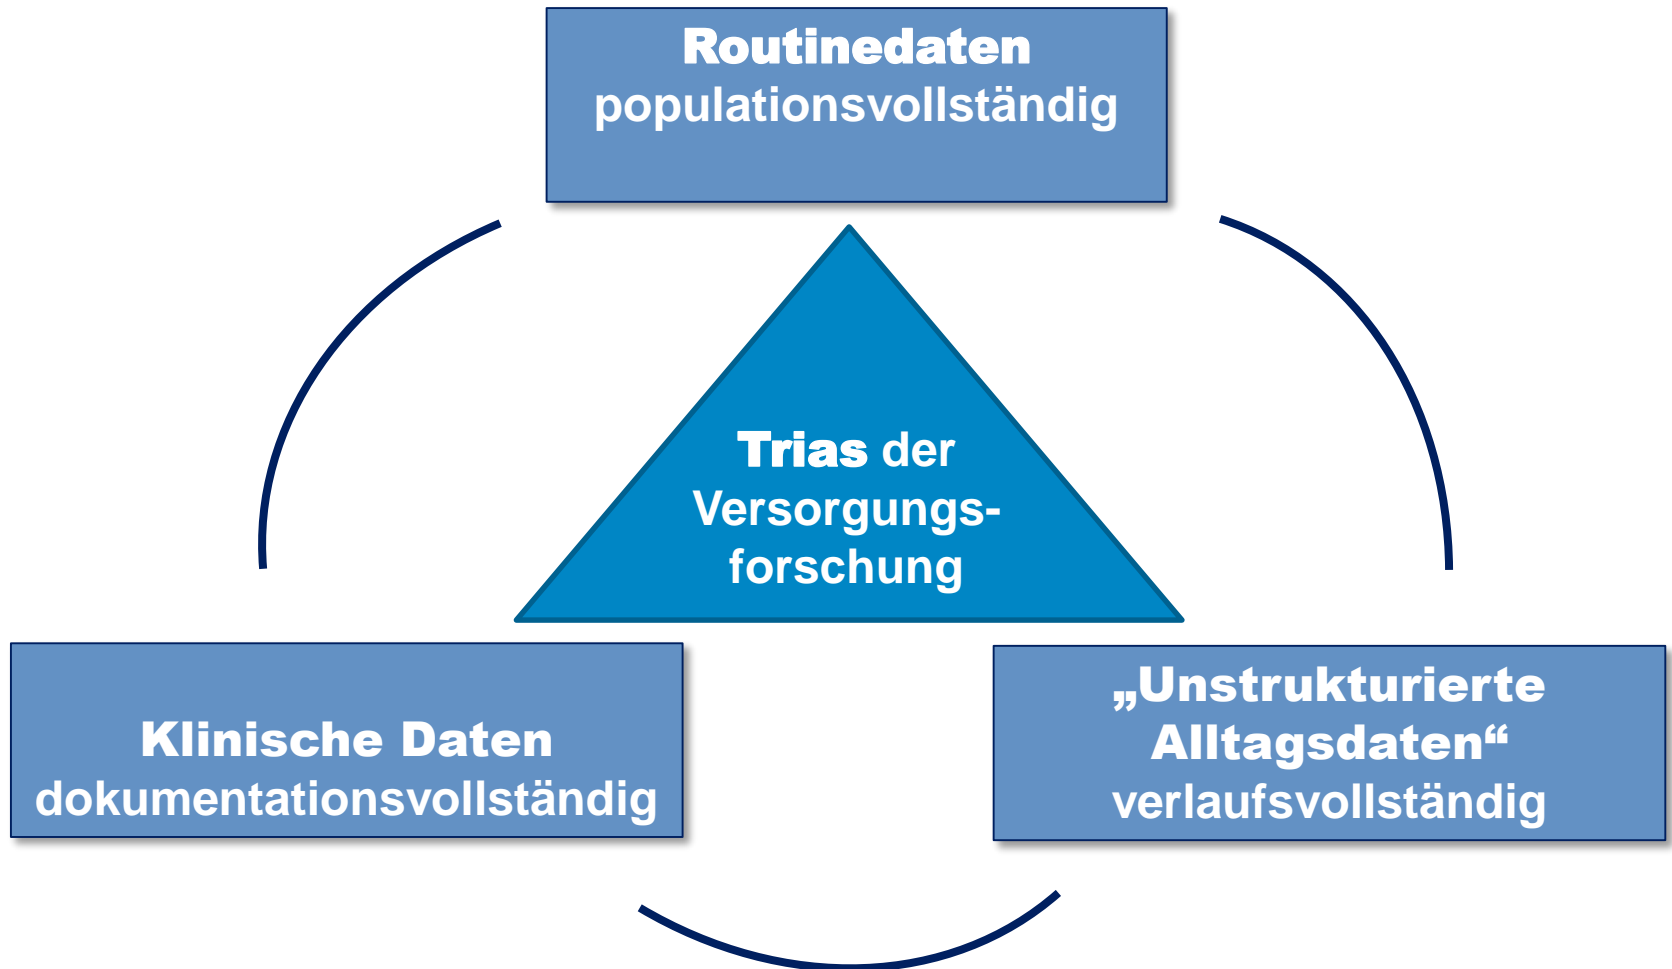 Routinedaten
populationsvollständig
Trias der
Versorgungs-
forschung
Klinische Daten
dokumentationsvollständig
„Unstrukturierte
Alltagsdaten“
verlaufsvollständig